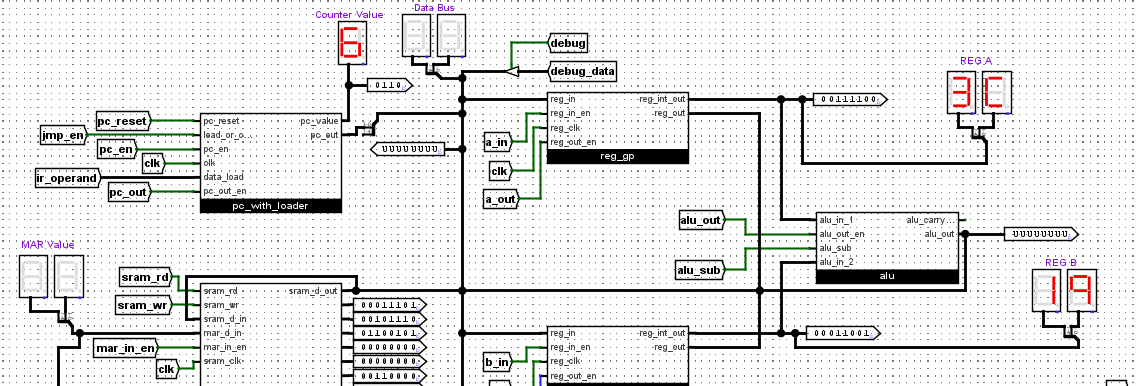 Counter Value
Data Bus
6
debug
debug_data
REG A
3C
0110
pc_reset
jmp_en
pc_en
clk
ir_operand
pc_out
pc_reset
load_or_c...
pc_en
clk
data_load
pc_out_en
pc_value
pc_out
pc_with_loader
UUUUUUUU
a_in
clk
a_out
reg_in
reg_in_en
reg_clk
reg_out_en
reg_int_out
reg_out
reg_gp
00111100
alu_out
alu_sub
alu_in_1
alu_out_en
alu_sub
alu_in_2
alu_carry...
alu_out
alu
UUUUUUUU
MAR Value
REG B
19
sram_rd
sram_wr
mar_in_en
clk
sram_rd
sram_wr
sram_d_in
mar_d_in
mar_in_en
sram_clk
sram_d_out
00011101
00101110
01100101
00000000
00000000
00110000
b_in
reg_in
reg_in_en
reg_clk
reg_out_en
reg_int_out
reg_out
00011001